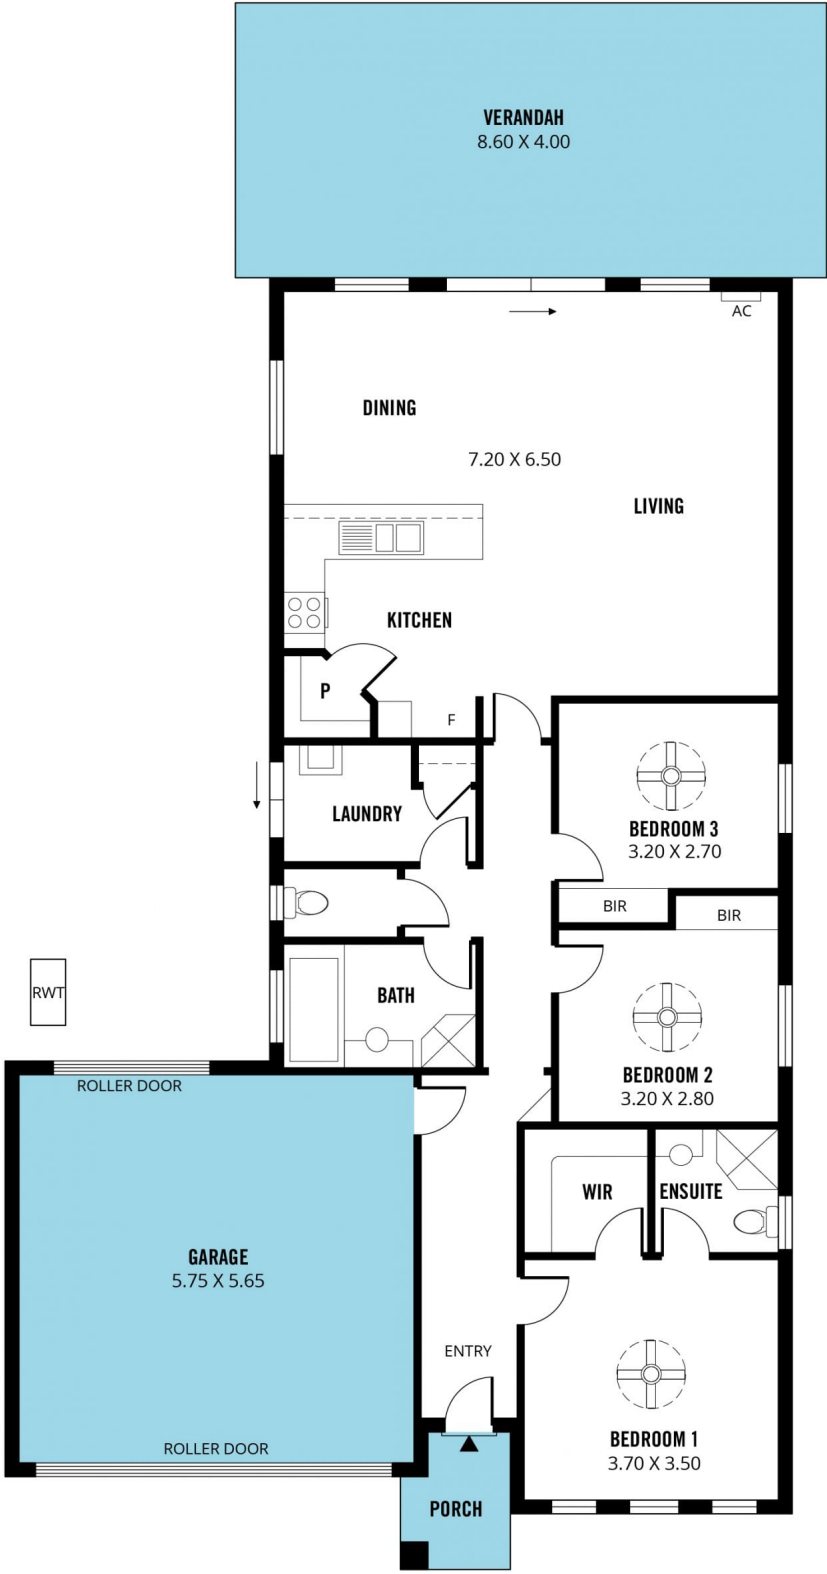 VERANDAH
8.60 X 4.00
AC
DINING
7.20 X 6.50
LIVING
KITCHEN
P
F
LAUNDRY
BEDROOM 3
3.20 X 2.70
BIR
BIR
RWT
BATH
BEDROOM 2
3.20 X 2.80
ROLLER DOOR
WIR
ENSUITE
GARAGE
5.75 X 5.65
ENTRY
ROLLER DOOR
BEDROOM 1
3.70 X 3.50
PORCH